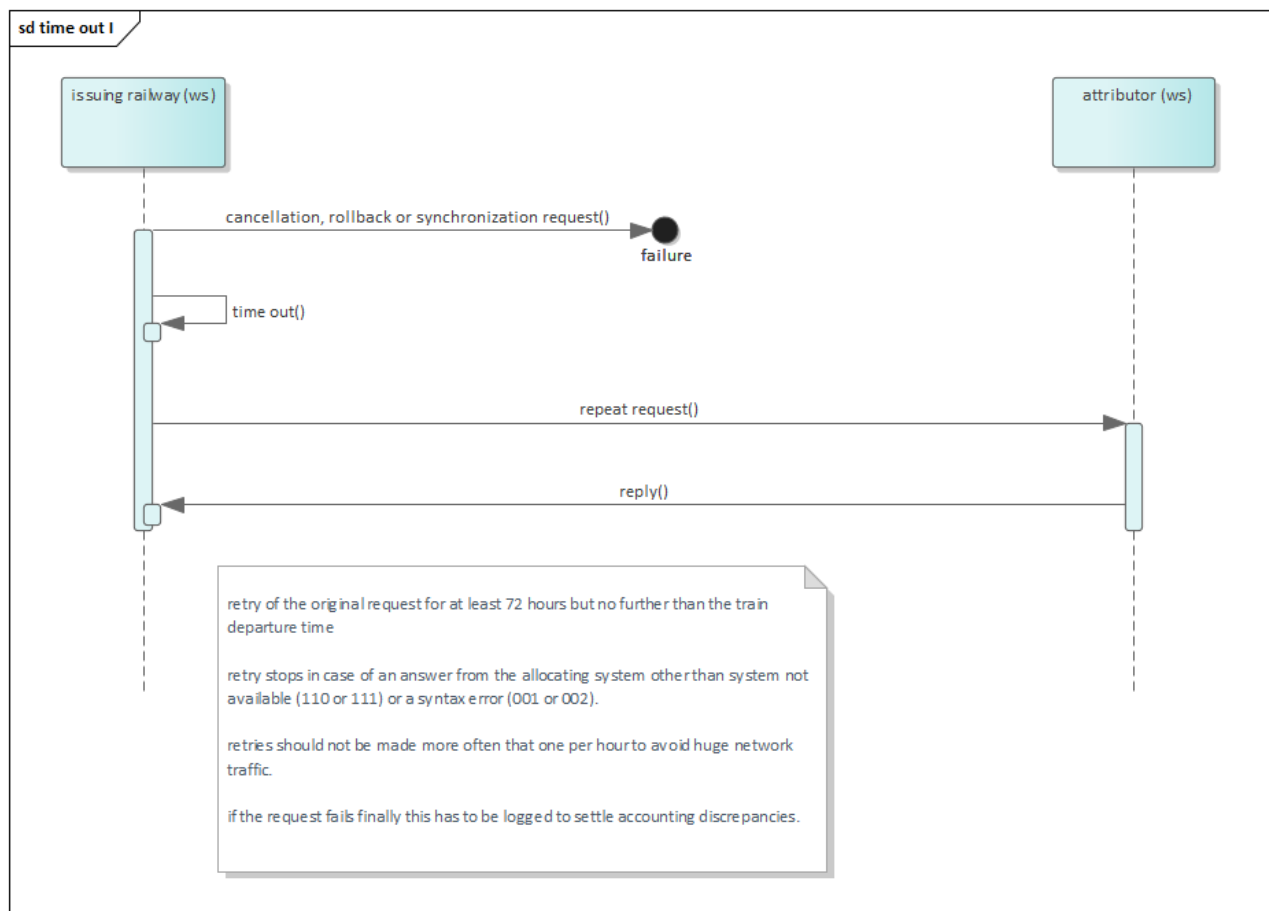 sd time out I
issuing railway (ws)
attributor (ws)
cancellation, rollback or synchronization request()
failure
time out()
repeat request()
reply()
retry of the original request for at least 72 hours but no further than the train
departure time
retry stops in case of an answer from the allocating system other than system not
available (110 or 111) or a syntax error (001 or 002).
retries should not be made more often that one per hour to avoid huge network
traffic.
if the request fails finally this has to be logged to settle accounting discrepancies.